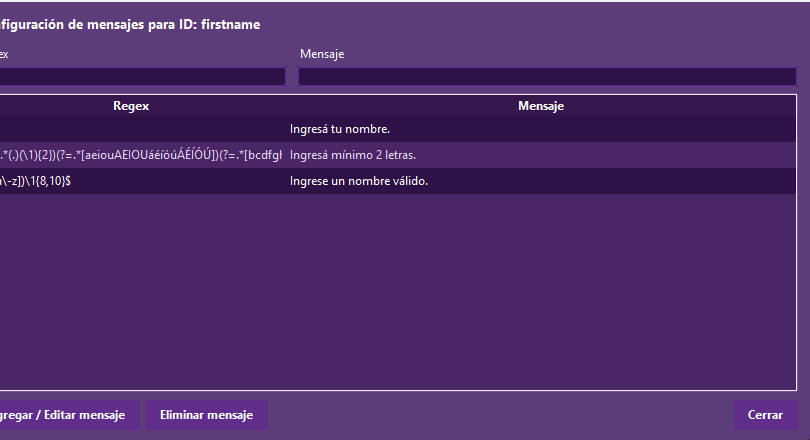 figuración de mensajes para ID: firstname
ex Mensaje
Regex Mensaje
Ingresá tu nombre.
.*(.)(\1){2})(?=.*[aeiouAEIOUáéíóúÁÉÍÓÚ])(?=.*[bcdfgh Ingresá mínimo 2 letras.
\-z])\1{8,10}$ Ingrese un nombre válido.
gregar / Editar mensaje Eliminar mensaje Cerrar